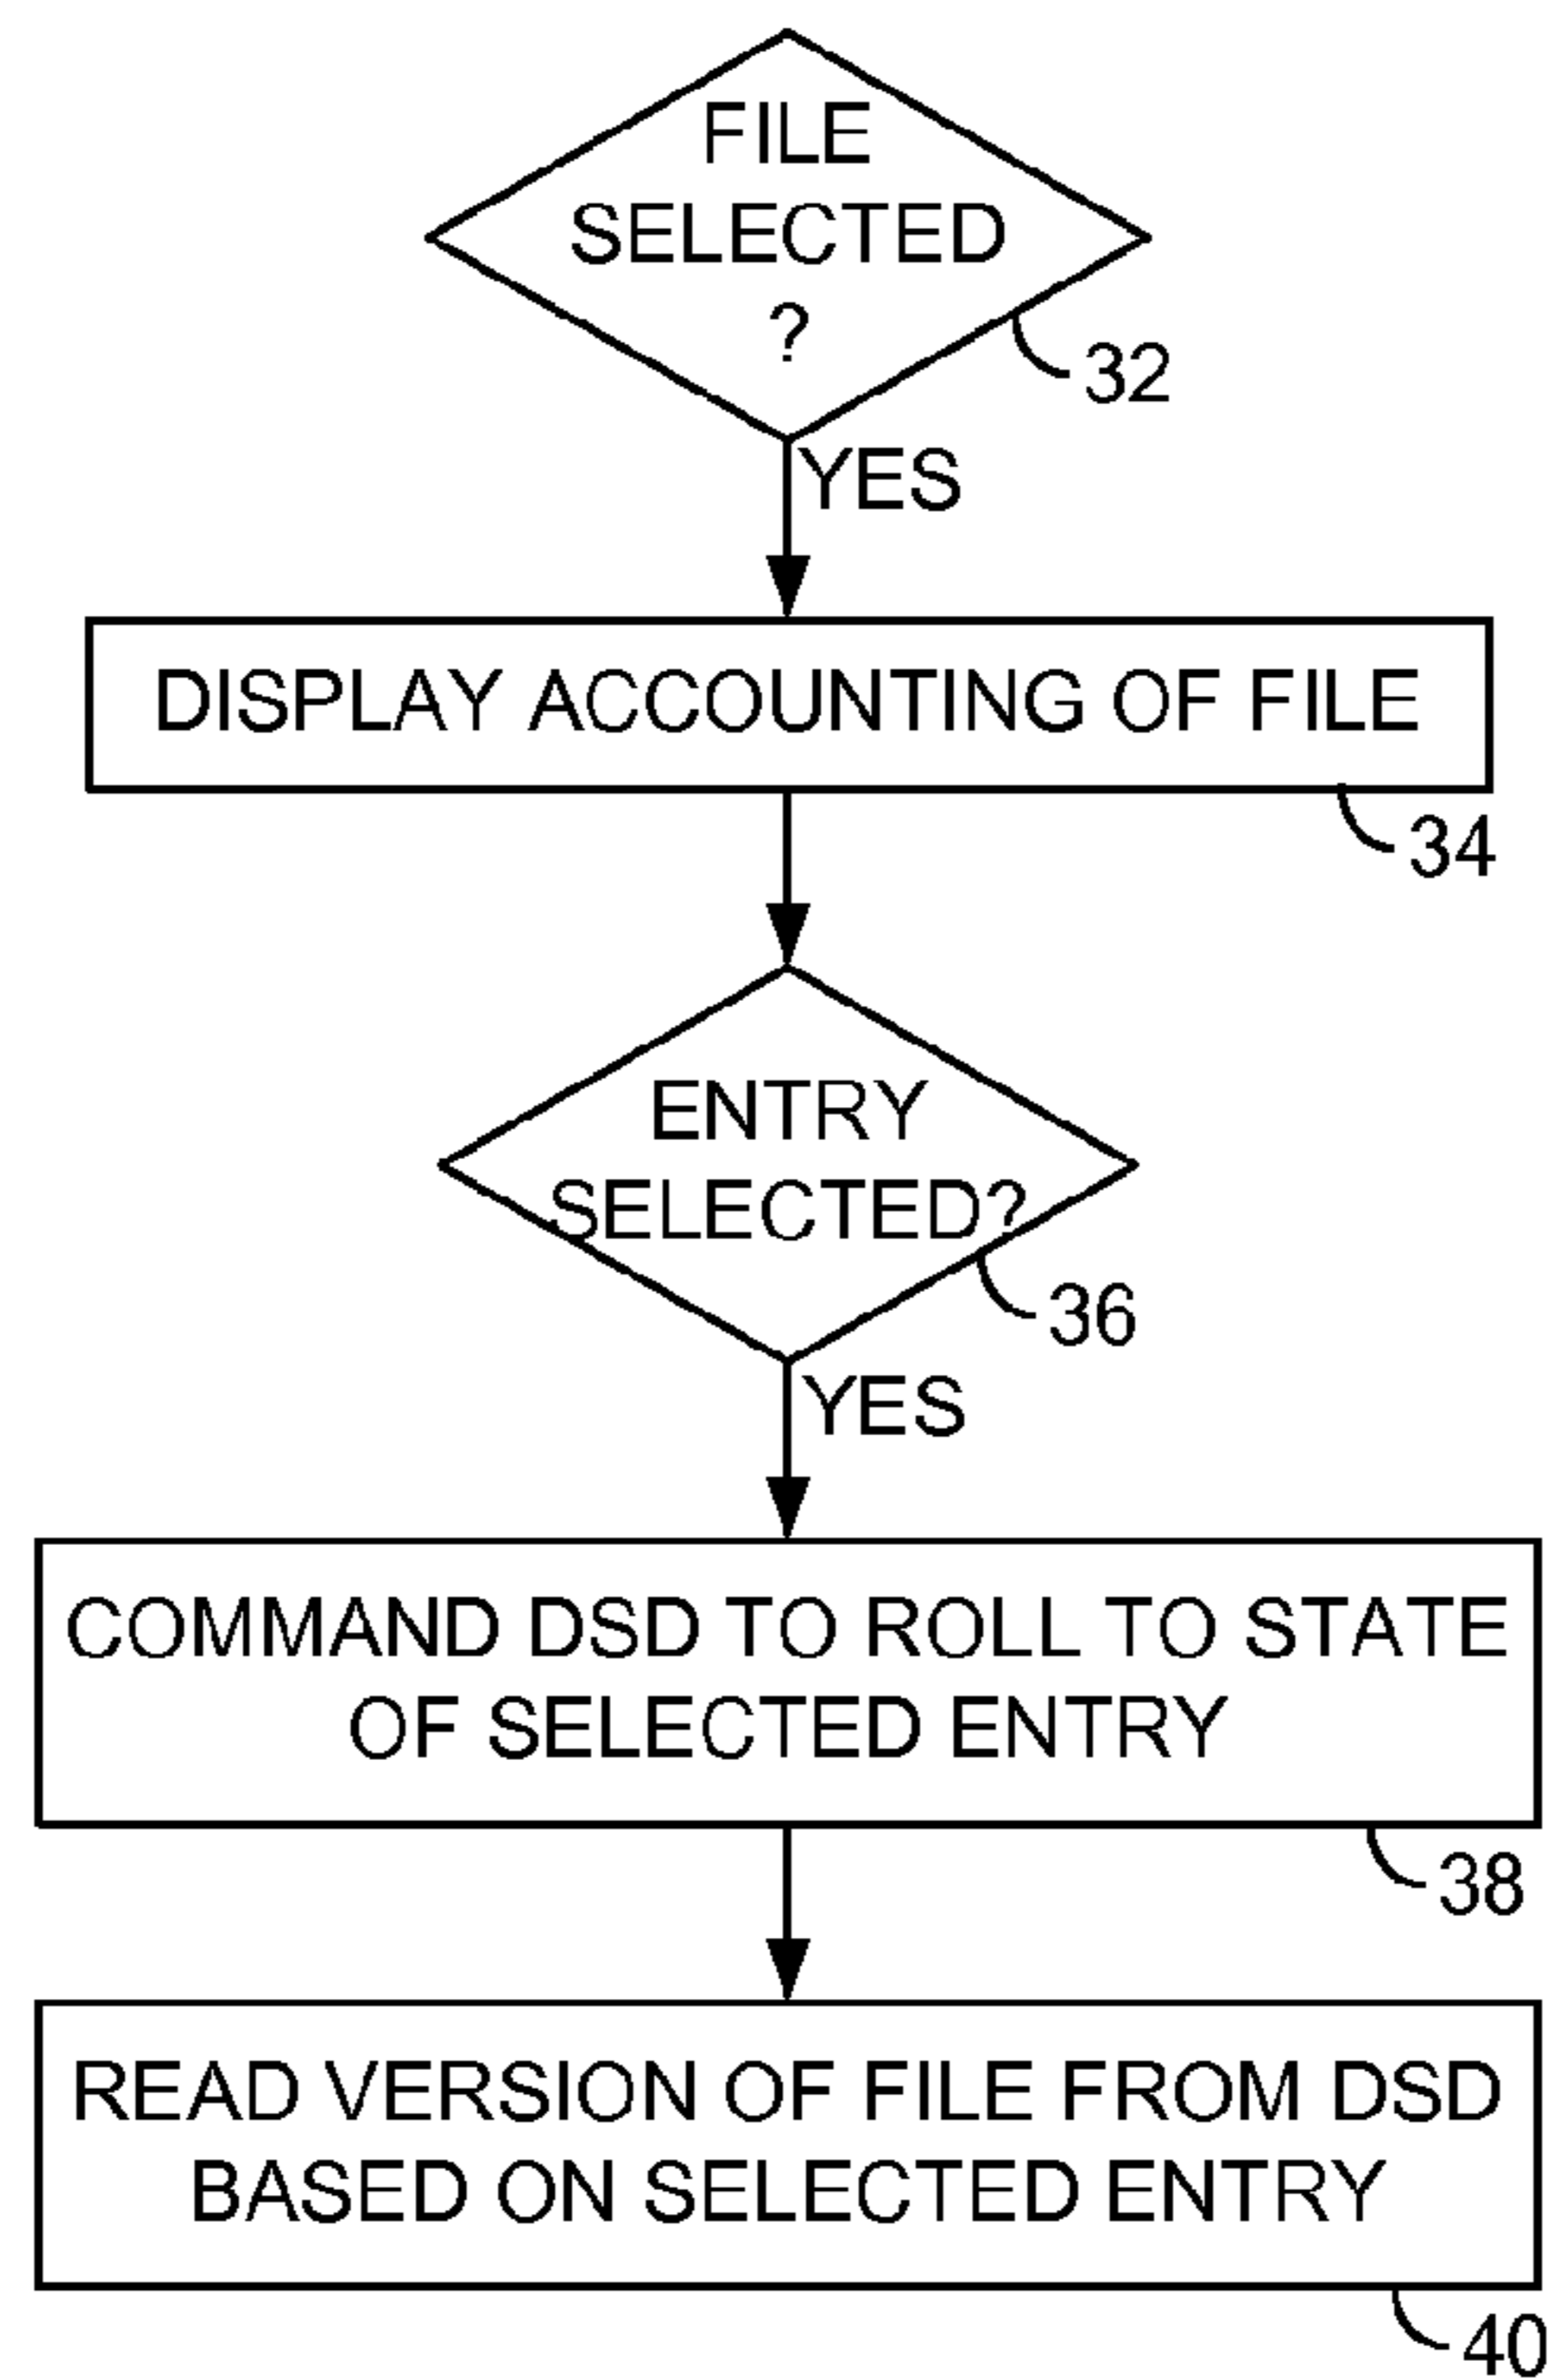 FILE
SELECTED
?
32
YES
DISPLAY ACCOUNTING OF FILE
34
ENTRY
SELECTED?
36
YES
COMMAND DSD TO ROLL TO STATE
OF SELECTED ENTRY
38
READ VERSION OF FILE FROM DSD
BASED ON SELECTED ENTRY
40